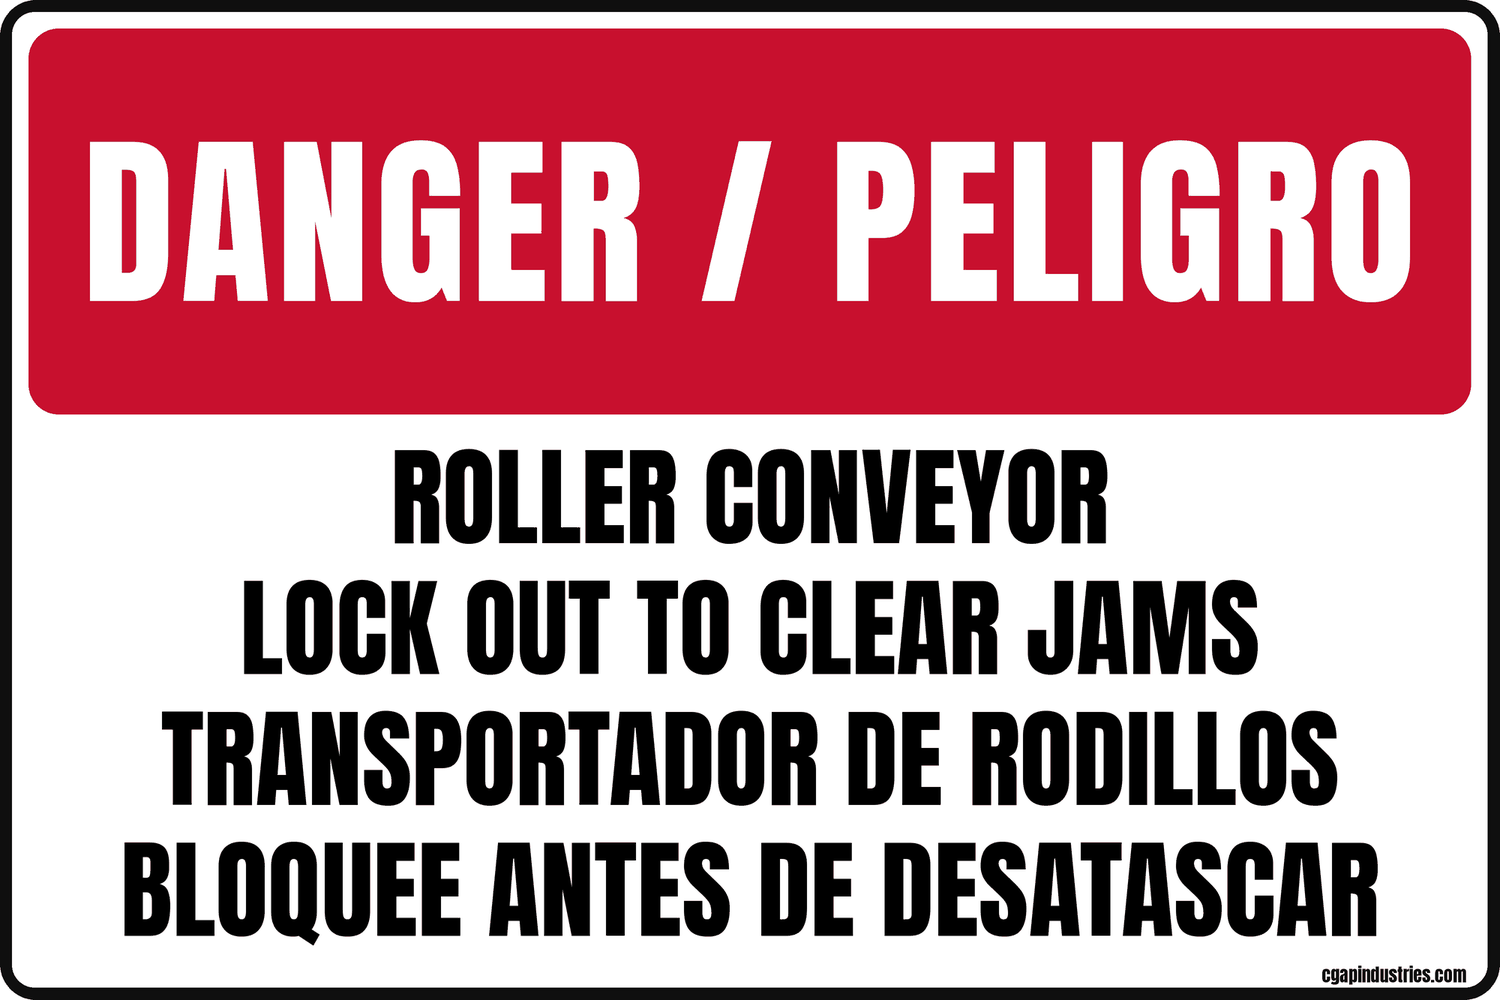 DANGER / PELIGRO
ROLLER CONVEYOR
LOCK OUT TO CLEAR JAMS
TRANSPORTADOR DE RODILLOS
BLOQUEE ANTES DE DESATASCAR
cgapindustries.com